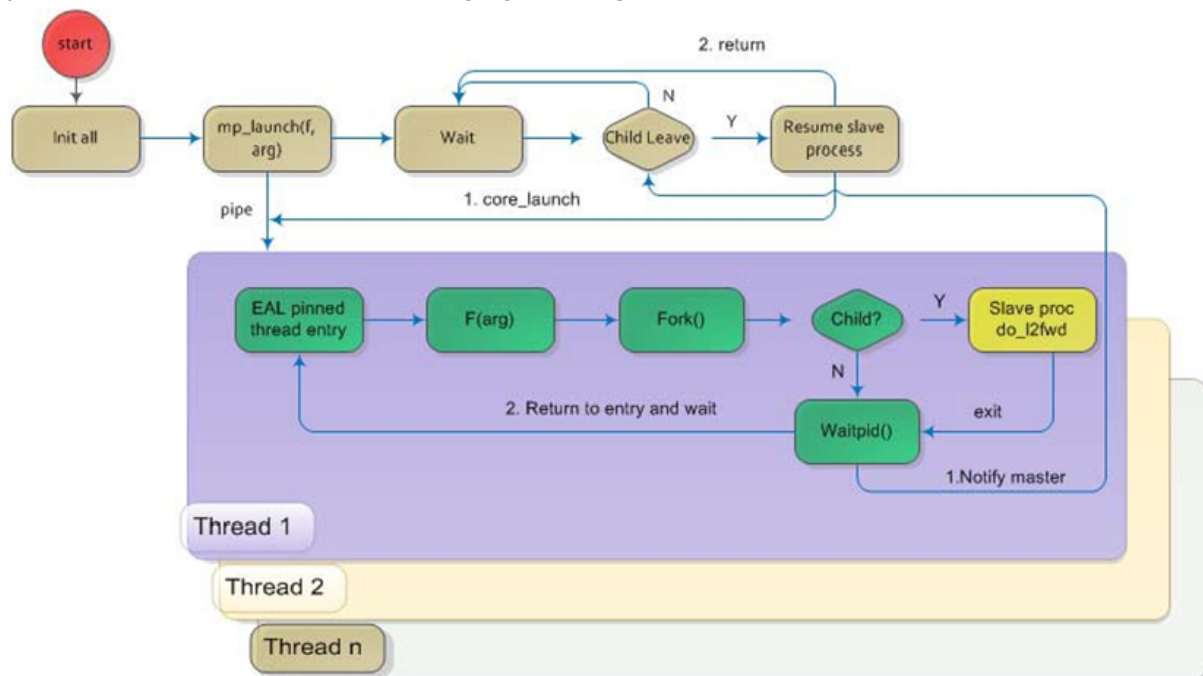 start
2. return
Init all
mp_launch(f,
arg)
Wait
N
Child Leave
Y
Resume slave
process
pipe
1. core_launch
EAL pinned
thread entry
F(arg)
Fork()
Child?
Y
Slave proc
do_l2fwd
N
2. Return to entry and wait
Waitpid()
exit
1.Notify master
Thread 1
Thread 2
Thread n